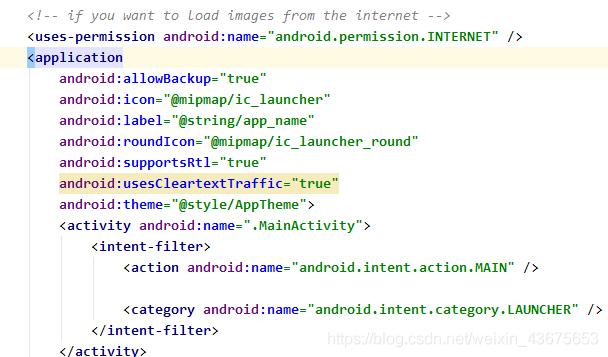 <!-- if you want to load images from the internet -->
<uses-permission android:name="android.permission.INTERNET" />
<application
android:allowBackup="true"
android:icon="@mipmap/ic_launcher"
android:label="@string/app_name"
android:roundIcon="@mipmap/ic_launcher_round"
android:supportsRtl="true"
android:usesCleartextTraffic="true"
android:theme="@style/AppTheme">
<activity android:name=".MainActivity">
<intent-filter>
<action android:name="android.intent.action.MAIN" />
<category android:name="android.intent.category.LAUNCHER" />
</intent-filter>
</activity>
https://blog.csdn.net/weixin_43675653